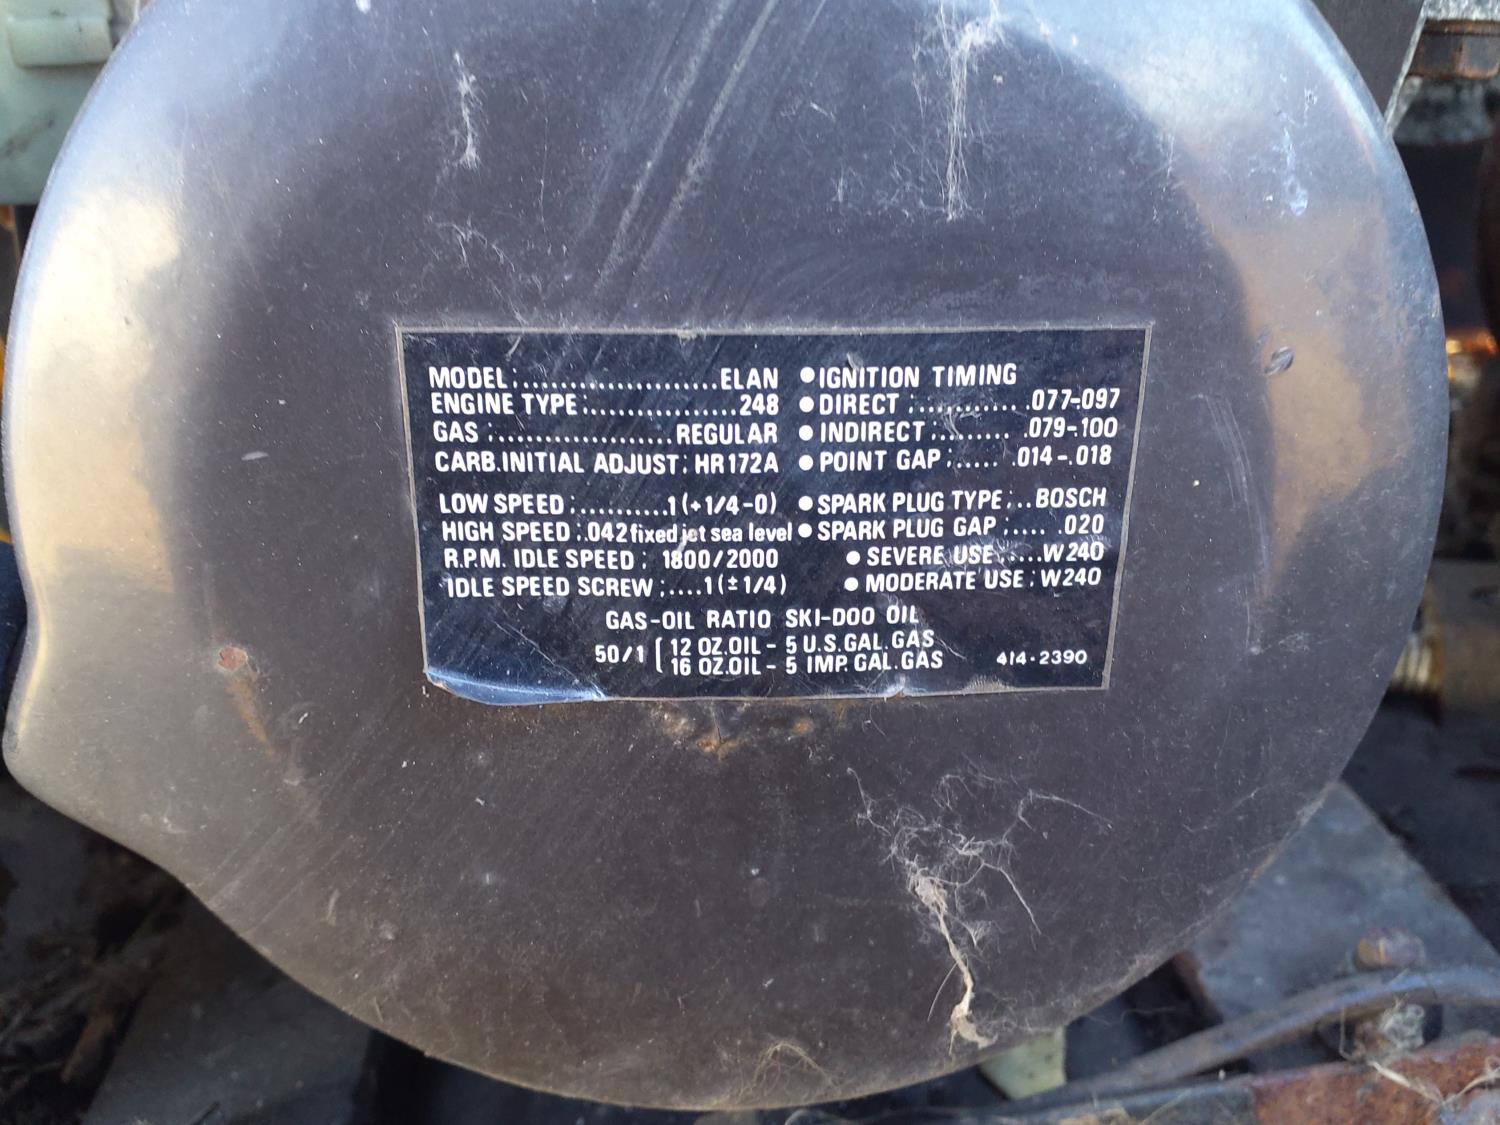 MODEL:.....................ELAN
ENGINE TYPE:.................248
GAS:...................REGULAR
CARB.INITIAL ADJUST: HR172A
LOW SPEED:..........1(+1/4-0)
HIGH SPEED:.042 fixed jet sea level
R.P.M. IDLE SPEED: 1800/2000
IDLE SPEED SCREW:....1(±1/4)
●IGNITION TIMING
●DIRECT:............077-.097
●INDIRECT:.........079-.100
●POINT GAP:......014-.018
●SPARK PLUG TYPE:..BOSCH
●SPARK PLUG GAP:.....020
●SEVERE USE:....W240
●MODERATE USE:W240
GAS-OIL RATIO SKI-DOO OIL
50/1 [12 OZ.OIL - 5 U.S.GAL.GAS
16 OZ.OIL - 5 IMP.GAL.GAS
414-2390